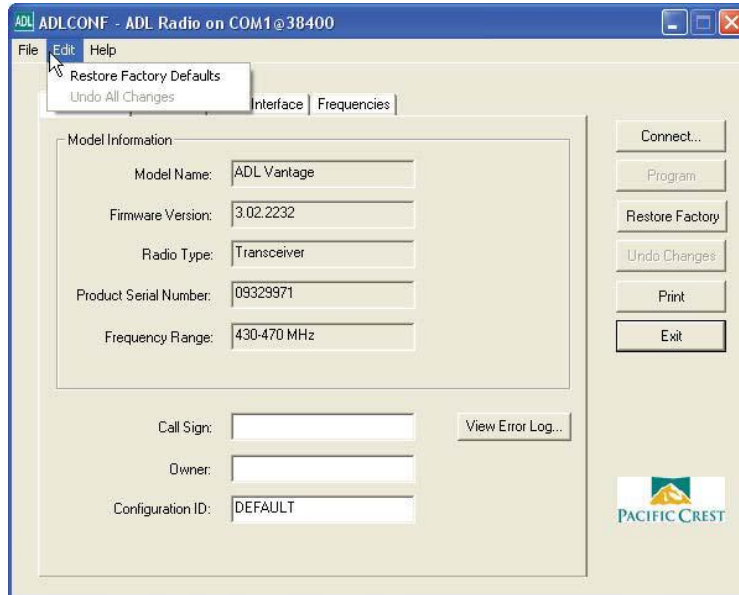 ADL ADLCONF - ADL Radio on COM1@38400
File Edit Help
Restore Factory Defaults
Undo All Changes
Interface Frequencies
Model Information
Model Name: ADL Vantage
Firmware Version: 3.02.2232
Radio Type: Transceiver
Product Serial Number: 09329971
Frequency Range: 430-470 MHz
Call Sign:
Owner:
Configuration ID: DEFAULT
View Error Log...
Connect...
Program
Restore Factory
Undo Changes
Print
Exit
PACIFIC CREST